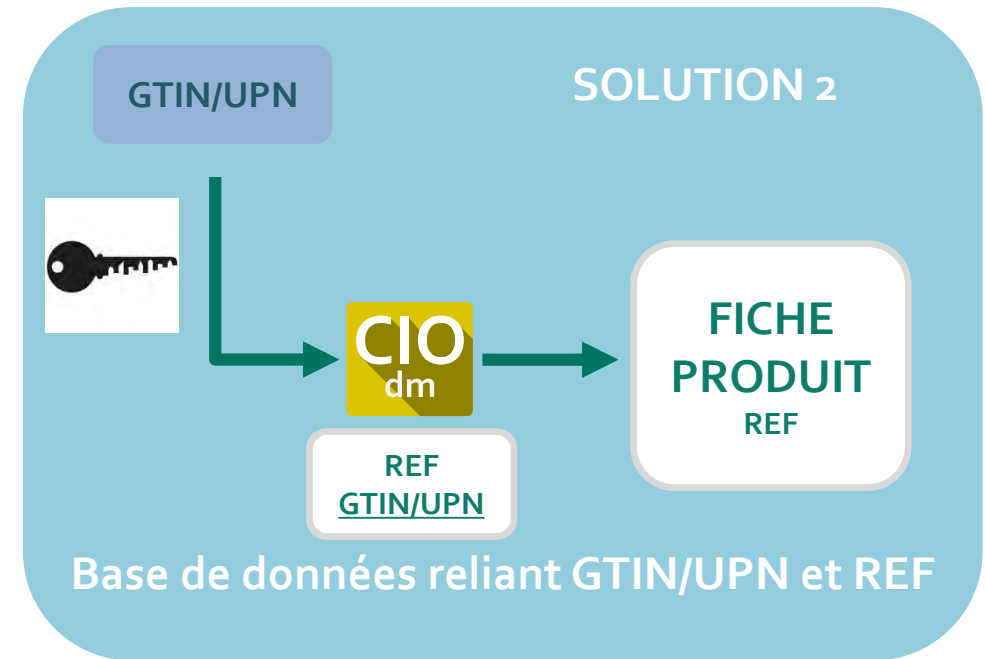 GTIN/UPN
SOLUTION 2
CIO
dm
REF
GTIN/UPN
FICHE
PRODUIT
REF
Base de données reliant GTIN/UPN et REF